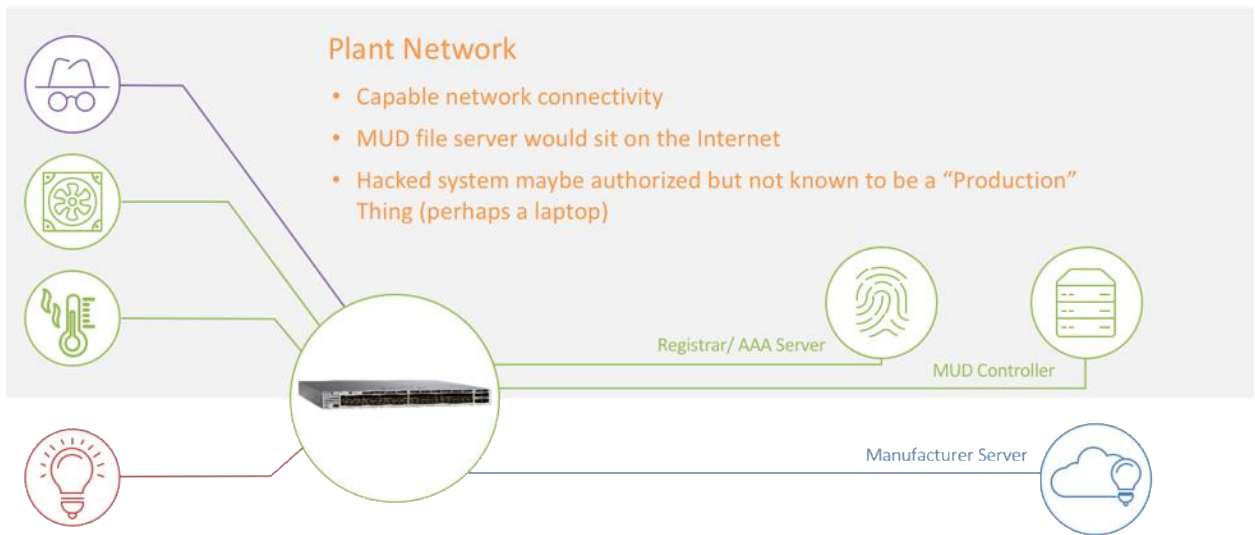 Plant Network
• Capable network connectivity
• MUD file server would sit on the Internet
• Hacked system maybe authorized but not known to be a “Production”
Thing (perhaps a laptop)
Registrar/ AAA Server
MUD Controller
Manufacturer Server